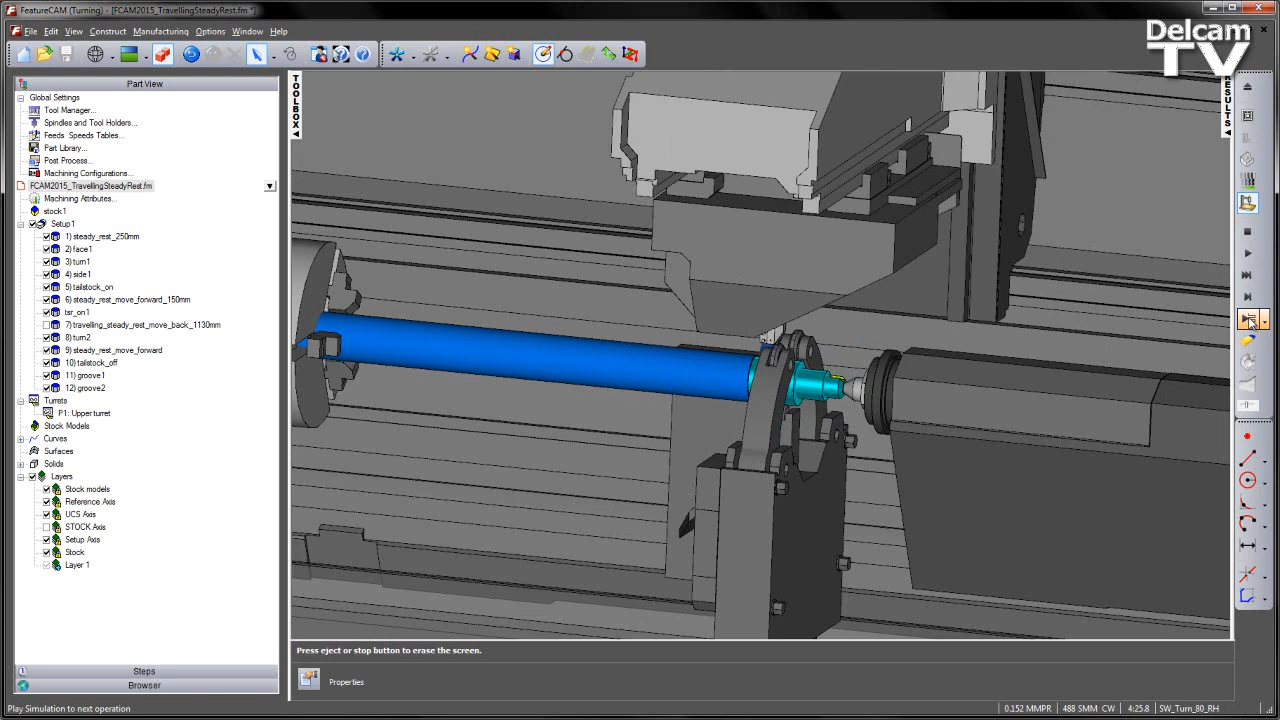 FeatureCAM (Turning) - [FCAM2015_TravellingSteadyRest.fm *]
Delcam
TV
File Edit View Construct Manufacturing Options Window Help
Part View
TOOLBOX
RESULTS
Global Settings
Tool Manager...
Spindles and Tool Holders...
Feeds Speeds Tables...
Part Library...
Post Process...
Machining Configurations...
FCAM2015_TravellingSteadyRest.fm
Machining Attributes...
stock1
Setup1
1) steady_rest_250mm
2) face1
3) turn1
4) side1
5) tailstock_on
6) steady_rest_move_forward_150mm
tsr_on1
7) travelling_steady_rest_move_back_1130mm
8) turn2
9) steady_rest_move_forward
10) tailstock_off
11) groove1
12) groove2
Turrets
P1: Upper turret
Stock Models
Curves
Surfaces
Solids
Layers
Stock models
Reference Axis
UCS Axis
STOCK Axis
Setup Axis
Stock
Layer 1
Press eject or stop button to erase the screen.
Properties
Steps
Browser
Play Simulation to next operation
0.152 MMPR 488 SMM CW 4:25.8 SW_Turn_80_RH